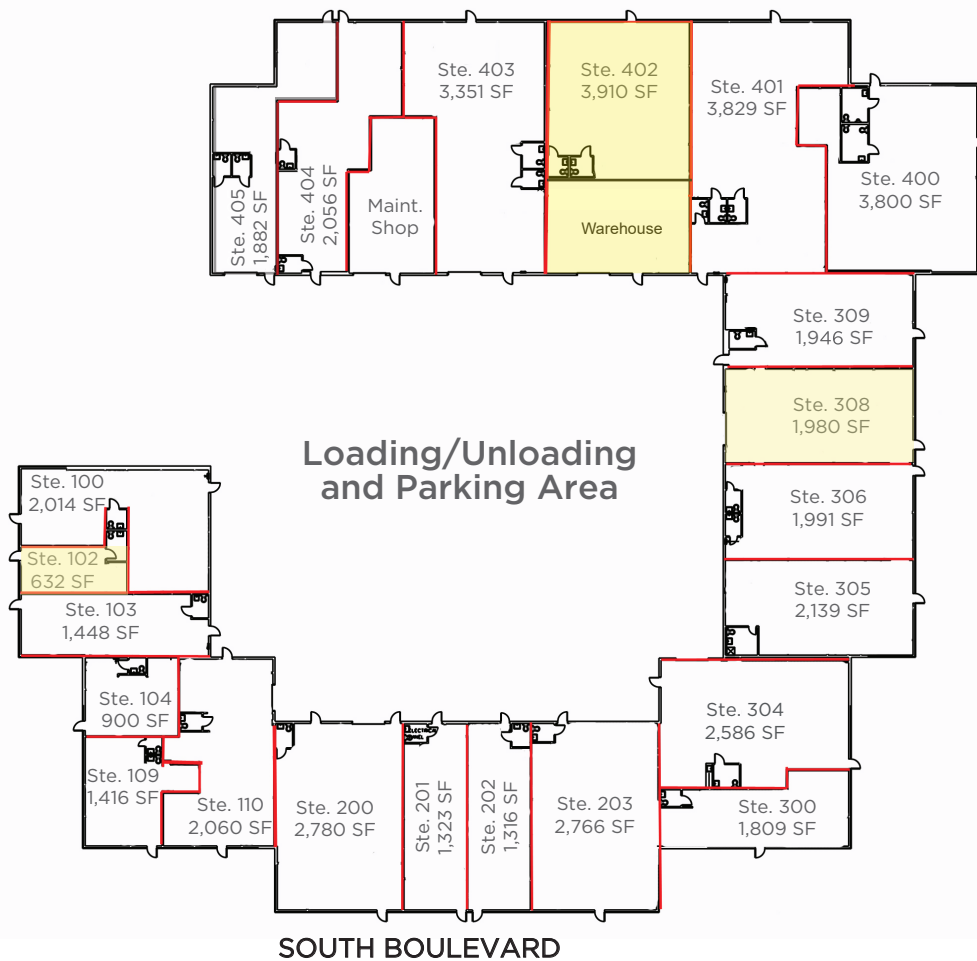 Ste. 403
3,351 SF
Ste. 402
3,910 SF
Ste. 401
3,829 SF
Ste. 400
3,800 SF
Ste. 405
1,882 SF
Ste. 404
2,056 SF
Maint.
Shop
Warehouse
Ste. 309
1,946 SF
Ste. 308
1,980 SF
Loading/Unloading
and Parking Area
Ste. 306
1,991 SF
Ste. 305
2,139 SF
Ste. 100
2,014 SF
Ste. 102
632 SF
Ste. 103
1,448 SF
Ste. 104
900 SF
Ste. 109
1,416 SF
Ste. 110
2,060 SF
Ste. 200
2,780 SF
ELECTRICAL
PANEL
Ste. 201
1,323 SF
Ste. 202
1,316 SF
Ste. 203
2,766 SF
Ste. 304
2,586 SF
Ste. 300
1,809 SF
SOUTH BOULEVARD